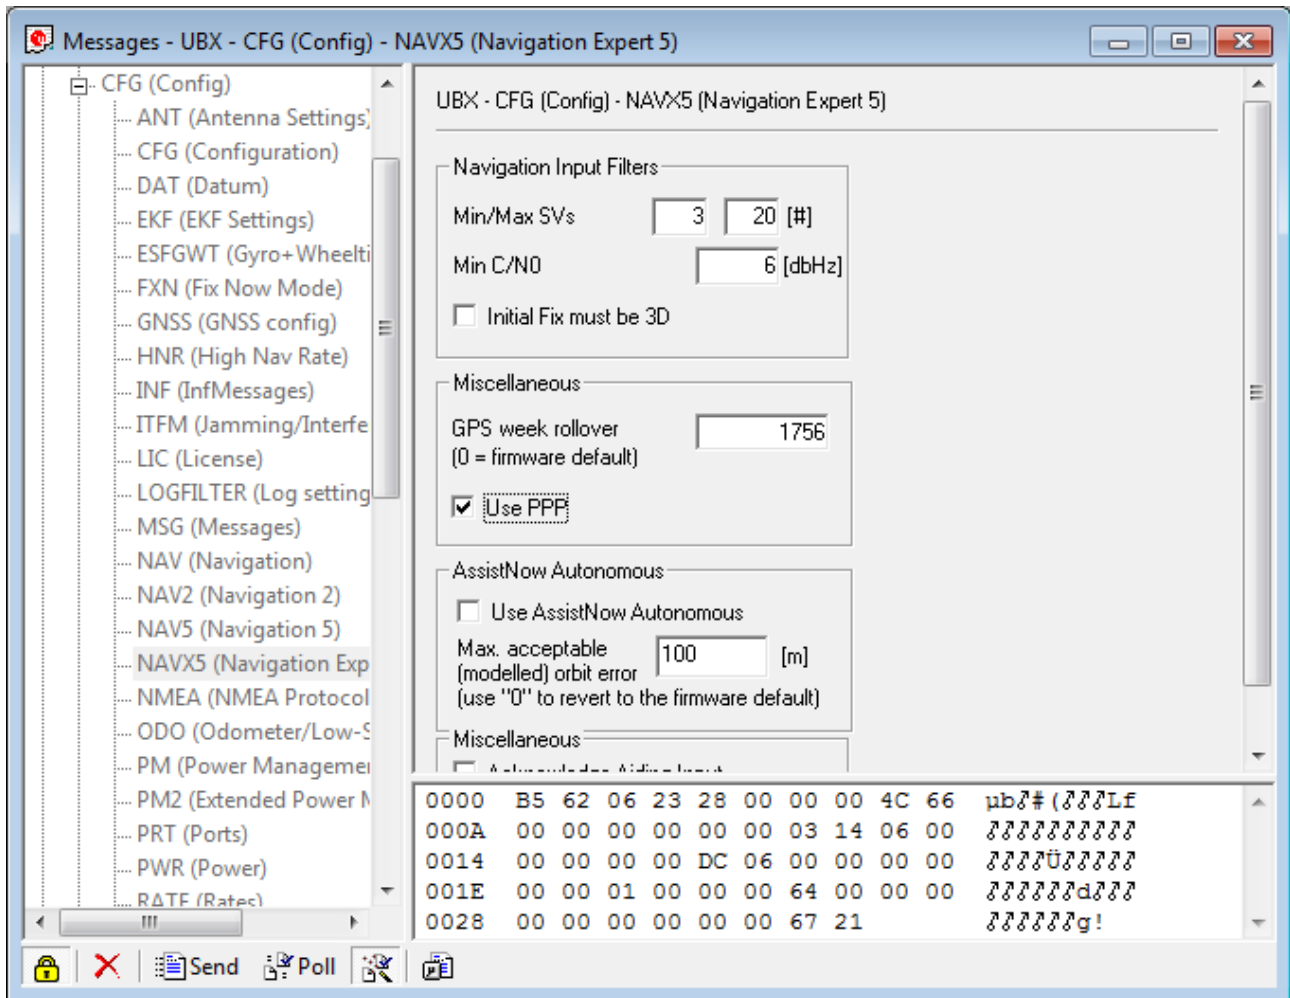 Messages - UBX - CFG (Config) - NAVX5 (Navigation Expert 5)
CFG (Config)
ANT (Antenna Settings)
CFG (Configuration)
DAT (Datum)
EKF (EKF Settings)
ESFGWT (Gyro+Wheelti
FXN (Fix Now Mode)
GNSS (GNSS config)
HNR (High Nav Rate)
INF (InfMessages)
ITFM (Jamming/Interfe
LIC (License)
LOGFILTER (Log setting
MSG (Messages)
NAV (Navigation)
NAV2 (Navigation 2)
NAV5 (Navigation 5)
NAVX5 (Navigation Exp
NMEA (NMEA Protocol
ODO (Odometer/Low-S
PM (Power Managemer
PM2 (Extended Power M
PRT (Ports)
PWR (Power)
RATE (Rates)
UBX - CFG (Config) - NAVX5 (Navigation Expert 5)
Navigation Input Filters
Min/Max SVs 3 20 [#]
Min C/N0 6 [dbHz]
Initial Fix must be 3D
Miscellaneous
GPS week rollover 1756
(0 = firmware default)
Use PPP
AssistNow Autonomous
Use AssistNow Autonomous
Max. acceptable
(modelled) orbit error 100 [m]
(use "0" to revert to the firmware default)
Miscellaneous
Acknowledge Aiding Input
0000 B5 62 06 23 28 00 00 00 4C 66 µb#(Lf
000A 00 00 00 00 00 00 03 14 06 00
0014 00 00 00 00 DC 06 00 00 00 00 Ü
001E 00 00 01 00 00 00 64 00 00 00 d
0028 00 00 00 00 00 00 67 21 g!
Send Poll